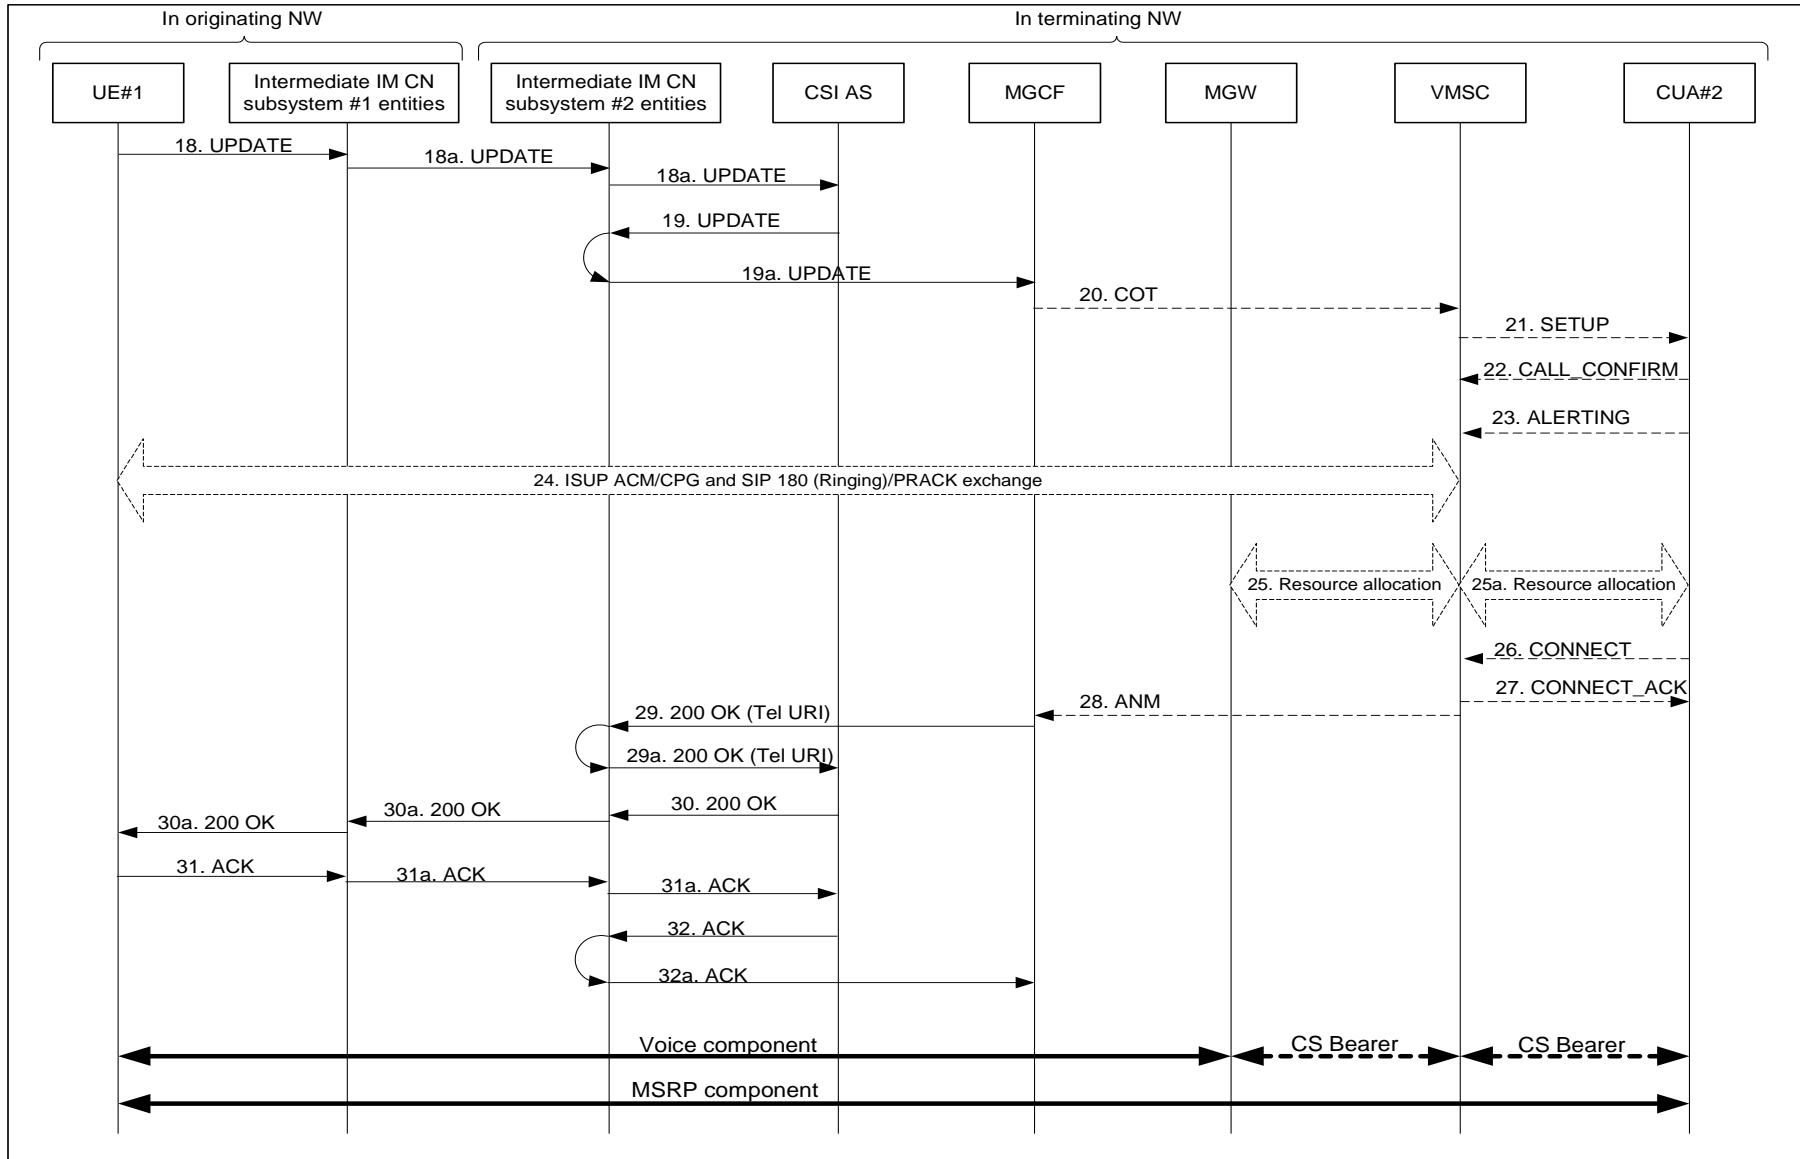 In originating NW
In terminating NW
UE#1
Intermediate IM CN
subsystem #1 entities
Intermediate IM CN
subsystem #2 entities
CSI AS
MGCF
MGW
VMSC
CUA#2
18. UPDATE
18a. UPDATE
18a. UPDATE
19. UPDATE
19a. UPDATE
20. COT
21. SETUP
22. CALL_CONFIRM
23. ALERTING
24. ISUP ACM/CPG and SIP 180 (Ringing)/PRACK exchange
25. Resource allocation
25a. Resource allocation
26. CONNECT
27. CONNECT_ACK
28. ANM
29. 200 OK (Tel URI)
29a. 200 OK (Tel URI)
30. 200 OK
30a. 200 OK
30a. 200 OK
31. ACK
31a. ACK
31a. ACK
32. ACK
32a. ACK
Voice component
CS Bearer
CS Bearer
MSRP component